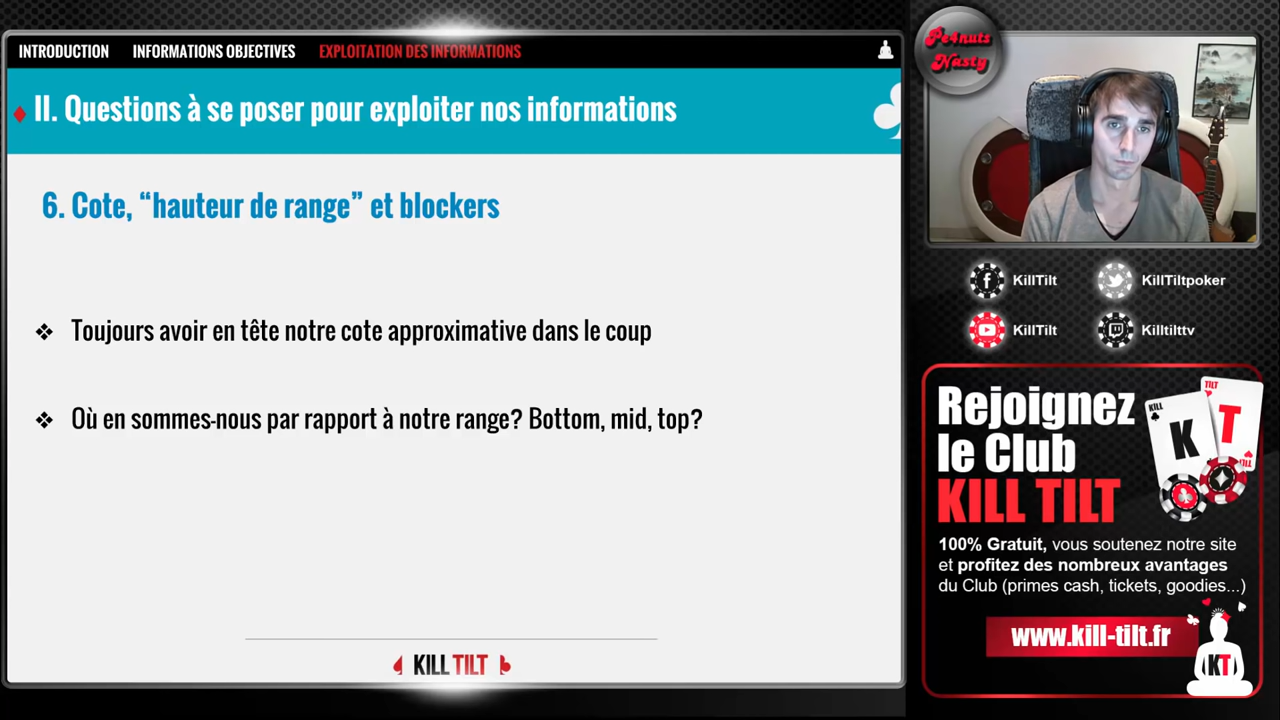 INTRODUCTION INFORMATIONS OBJECTIVES EXPLOITATION DES INFORMATIONS
II. Questions à se poser pour exploiter nos informations
6. Cote, “hauteur de range” et blockers
❖ Toujours avoir en tête notre cote approximative dans le coup
❖ Où en sommes-nous par rapport à notre range? Bottom, mid, top?
KILL TILT
Pe4nuts
Nasty
KillTilt KillTiltpoker
KillTilt Killtilttv
Rejoignez
le Club
KILL TILT
KILL
K
TILT
T
TILT
100% Gratuit, vous soutenez notre site
et profitez des nombreux avantages
du Club (primes cash, tickets, goodies...)
www.kill-tilt.fr
KT